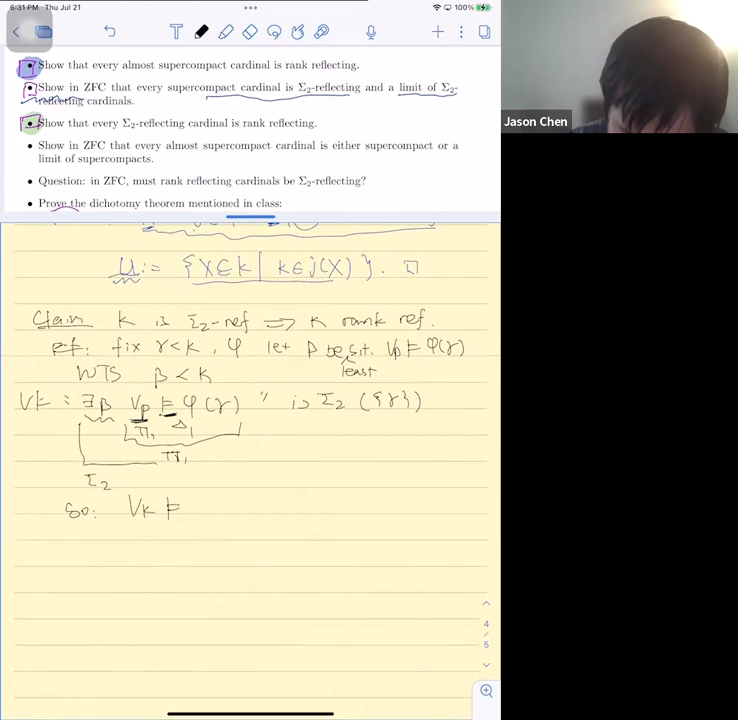 6:31 PM Thu Jul 21
100%
• Show that every almost supercompact cardinal is rank reflecting.
• Show in ZFC that every supercompact cardinal is Σ₂-reflecting and a limit of Σ₂-
reflecting cardinals.
• Show that every Σ₂-reflecting cardinal is rank reflecting.
• Show in ZFC that every almost supercompact cardinal is either supercompact or a
limit of supercompacts.
• Question: in ZFC, must rank reflecting cardinals be Σ₂-reflecting?
• Prove the dichotomy theorem mentioned in class:
U := {X ⊆ κ | κ ∈ j(X)}. □
Claim κ is Σ₂-ref ⟹ κ rank ref.
Pf: fix γ < κ, φ let β be s.t. Vβ ⊨ φ(γ)
least
WTS β < κ
∃β Vβ ⊨ φ(γ) " is Σ₂({γ})
Π₁ Δ₁
Π₁
Σ₂
So: Vκ ⊨
4
5
Jason Chen